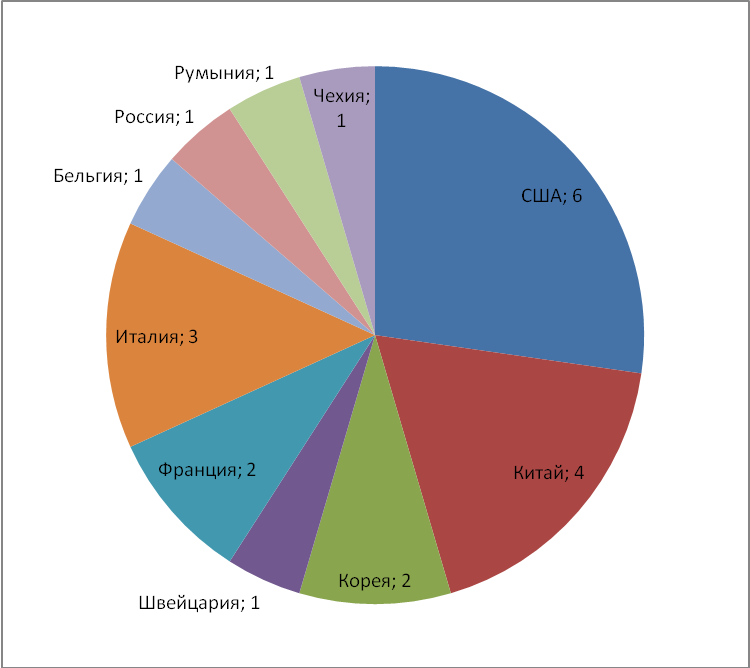 Румыния; 1
Чехия;
1
Россия; 1
Бельгия; 1
США; 6
Италия; 3
Франция; 2
Китай; 4
Корея; 2
Швейцария; 1